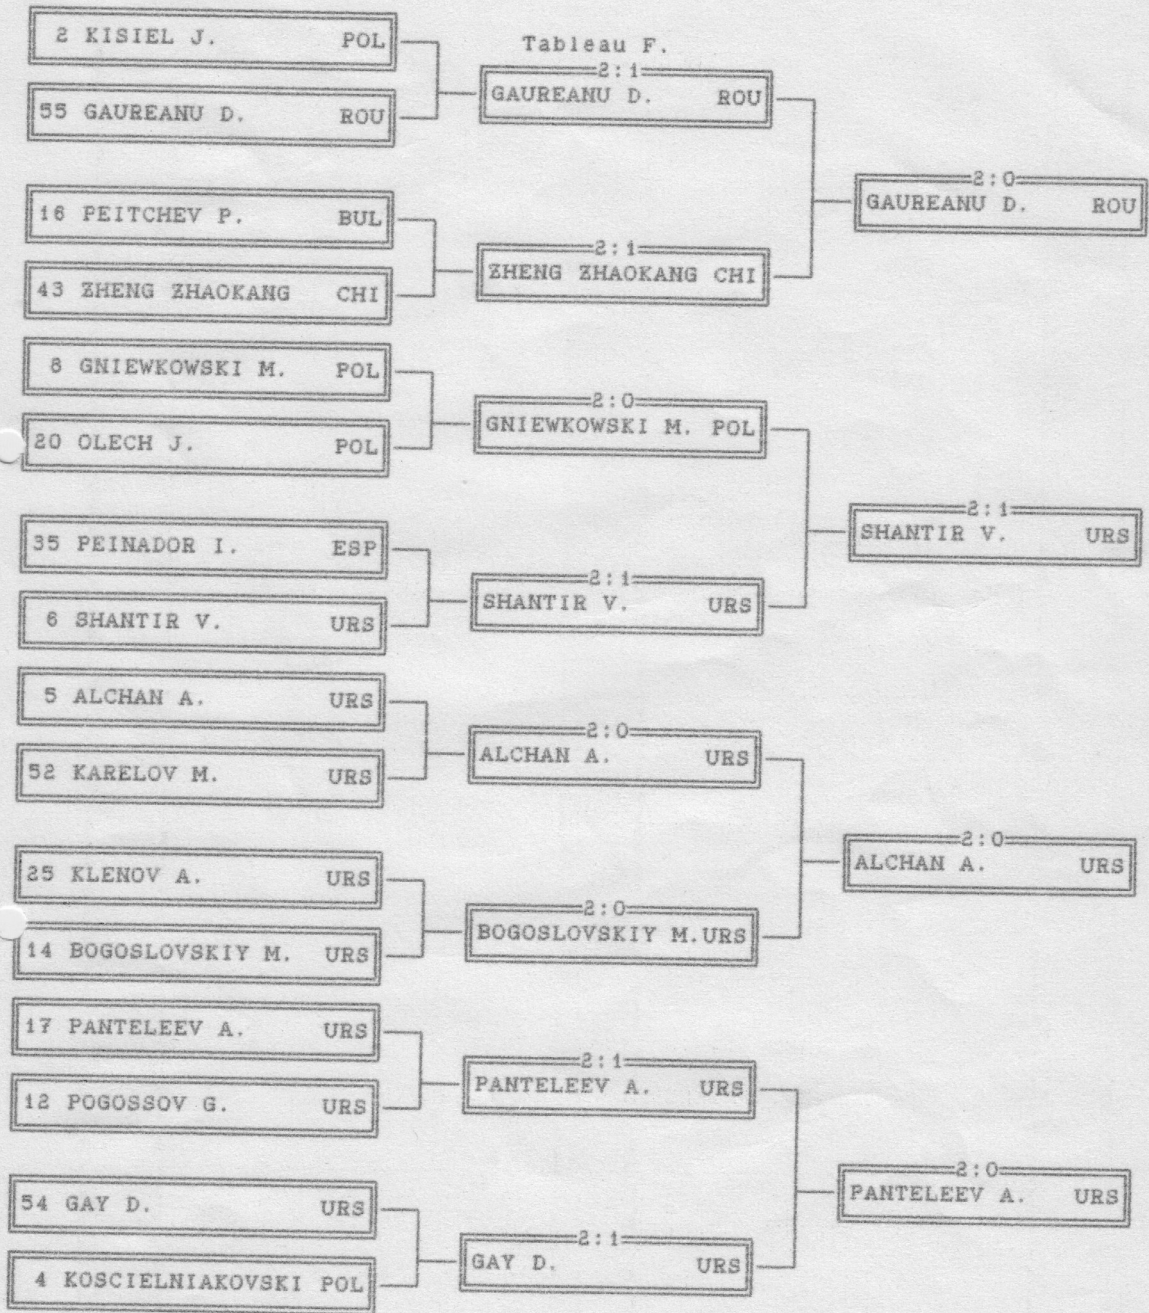 2 KISIEL J. POL
Tableau F.
2:1
GAUREANU D. ROU
55 GAUREANU D. ROU
2:0
GAUREANU D. ROU
16 PEITCHEV P. BUL
2:1
ZHENG ZHAOKANG CHI
43 ZHENG ZHAOKANG CHI
8 GNIEWKOWSKI M. POL
2:0
GNIEWKOWSKI M. POL
20 OLECH J. POL
2:1
SHANTIR V. URS
35 PEINADOR I. ESP
2:1
SHANTIR V. URS
6 SHANTIR V. URS
5 ALCHAN A. URS
2:0
ALCHAN A. URS
52 KARELOV M. URS
2:0
ALCHAN A. URS
25 KLENOV A. URS
2:0
BOGOSLOVSKIY M.URS
14 BOGOSLOVSKIY M. URS
17 PANTELEEV A. URS
2:1
PANTELEEV A. URS
12 POGOSSOV G. URS
2:0
PANTELEEV A. URS
54 GAY D. URS
2:1
GAY D. URS
4 KOSCIELNIAKOVSKI POL